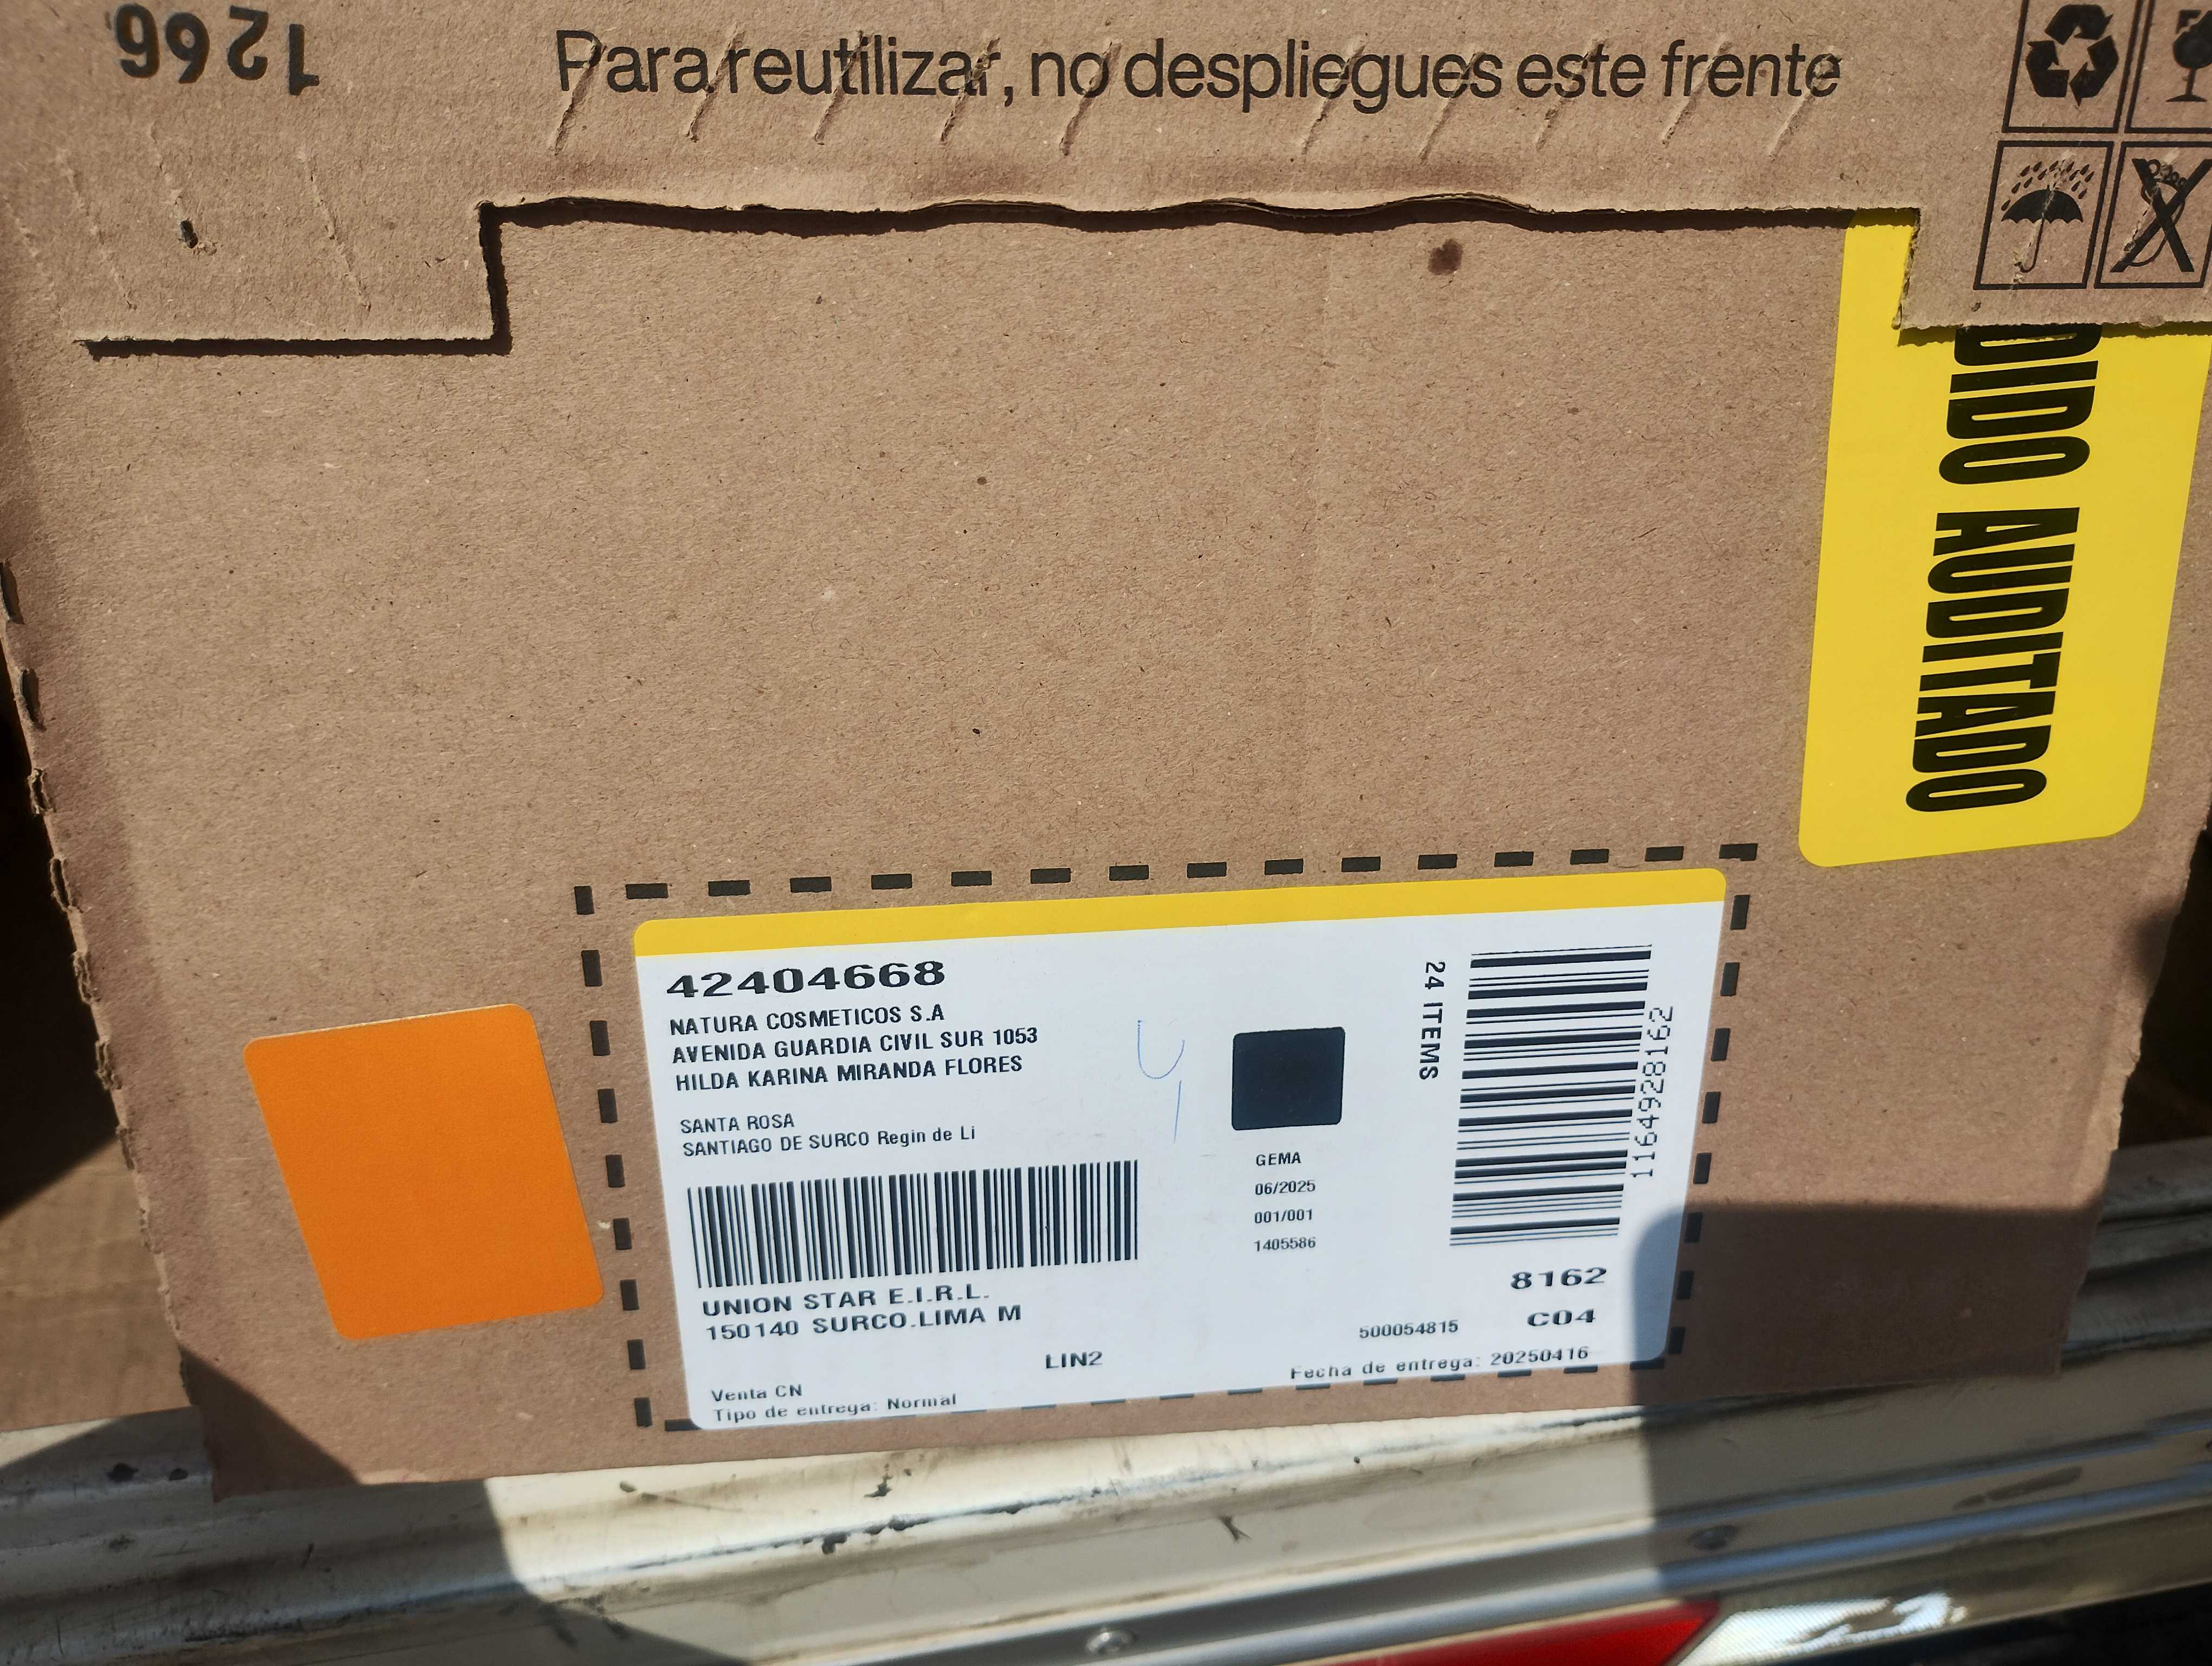 1266
Para reutilizar, no despliegues este frente
DIDO AUDITADO
42404668
NATURA COSMETICOS S.A
AVENIDA GUARDIA CIVIL SUR 1053
HILDA KARINA MIRANDA FLORES
SANTA ROSA
SANTIAGO DE SURCO Regin de Li
UNION STAR E.I.R.L.
150140 SURCO.LIMA M
LIN2
Venta CN
Tipo de entrega: Normal
GEMA
06/2025
001/001
1405586
24 ITEMS
1164928162
8162
C04
500054815
Fecha de entrega: 20250416